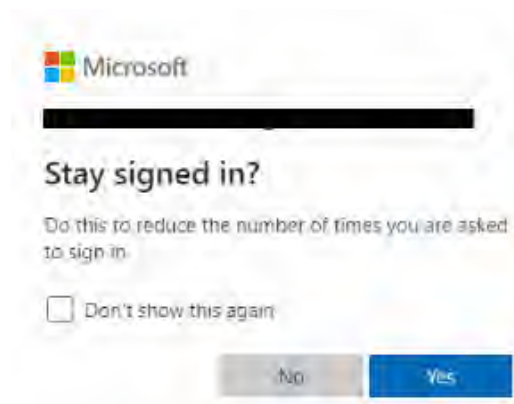 Microsoft
Stay signed in?
Do this to reduce the number of times you are asked
to sign in.
Don't show this again
No
Yes